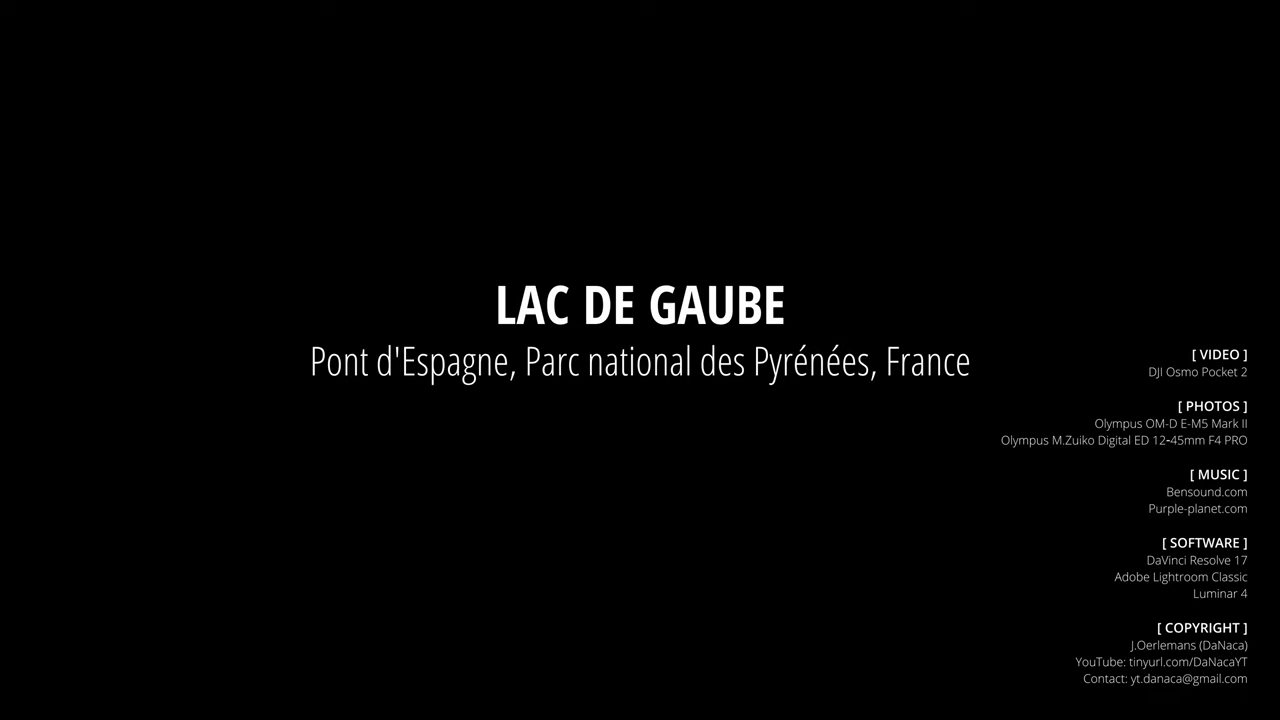 LAC DE GAUBE
Pont d'Espagne, Parc national des Pyrénées, France
[ VIDEO ]
DJI Osmo Pocket 2
[ PHOTOS ]
Olympus OM-D E-M5 Mark II
Olympus M.Zuiko Digital ED 12-45mm F4 PRO
[ MUSIC ]
Bensound.com
Purple-planet.com
[ SOFTWARE ]
DaVinci Resolve 17
Adobe Lightroom Classic
Luminar 4
[ COPYRIGHT ]
J.Oerlemans (DaNaca)
YouTube: tinyurl.com/DaNacaYT
Contact: yt.danaca@gmail.com